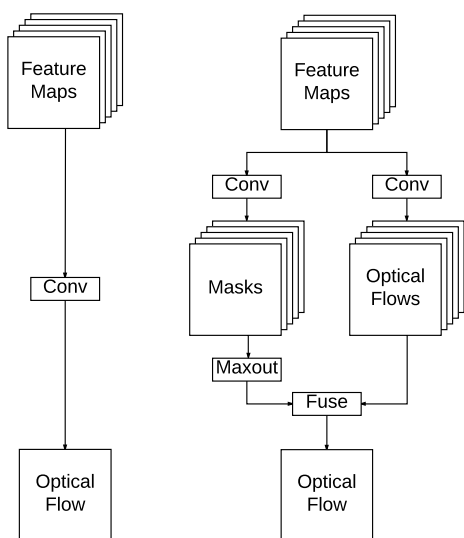 Feature
Maps
Conv
Optical
Flow
Feature
Maps
Conv
Conv
Masks
Optical
Flows
Maxout
Fuse
Optical
Flow